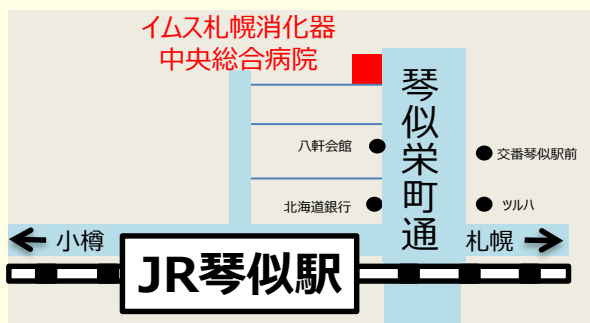 イムス札幌消化器
中央総合病院
琴似栄町通
八軒会館
交番琴似駅前
北海道銀行
ツルハ
小樽
札幌
JR琴似駅